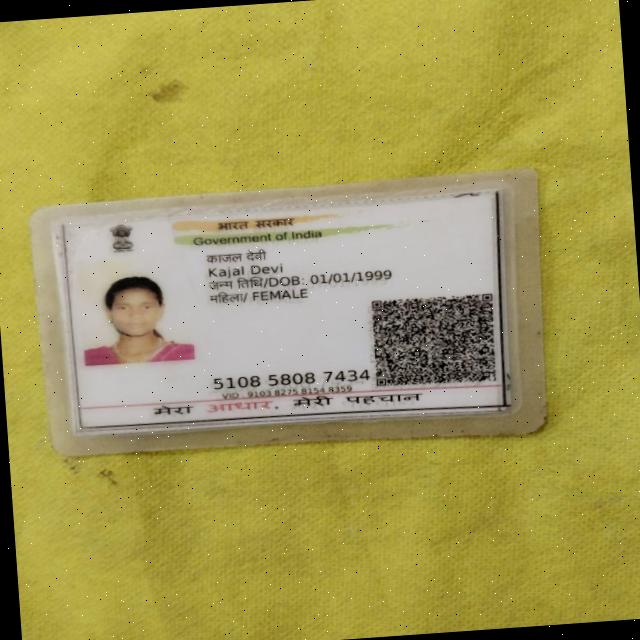 भारत सरकार
Government of India
काजल देवी
Kajal Devi
जन्म तिथि/DOB: 01/01/1999
महिला/ FEMALE
5108 5808 7434
VID : 9103 8275 8154 8359
मेरा आधार, मेरी पहचान